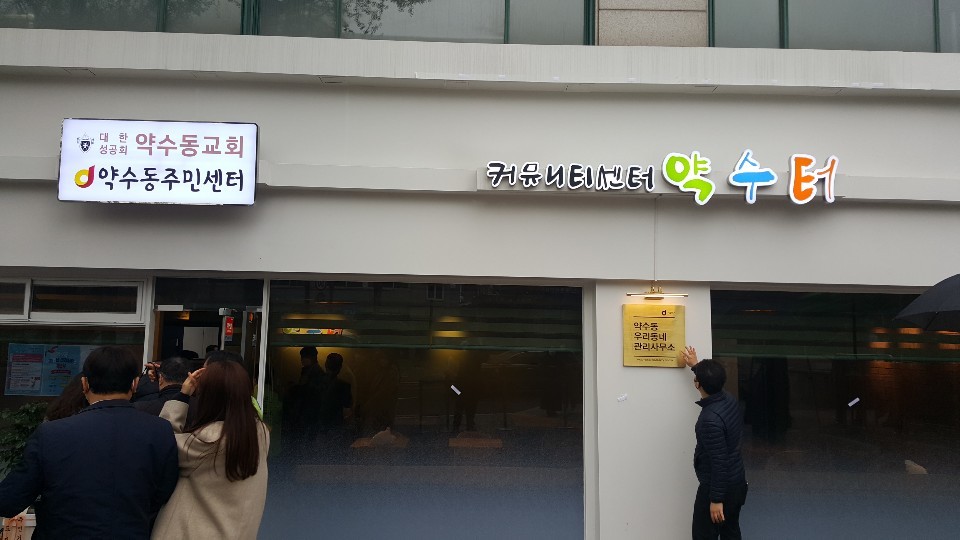 대한
성공회
약수동교회
약수동주민센터
커뮤니티센터 약수터
약수동
우리동네
관리사무소